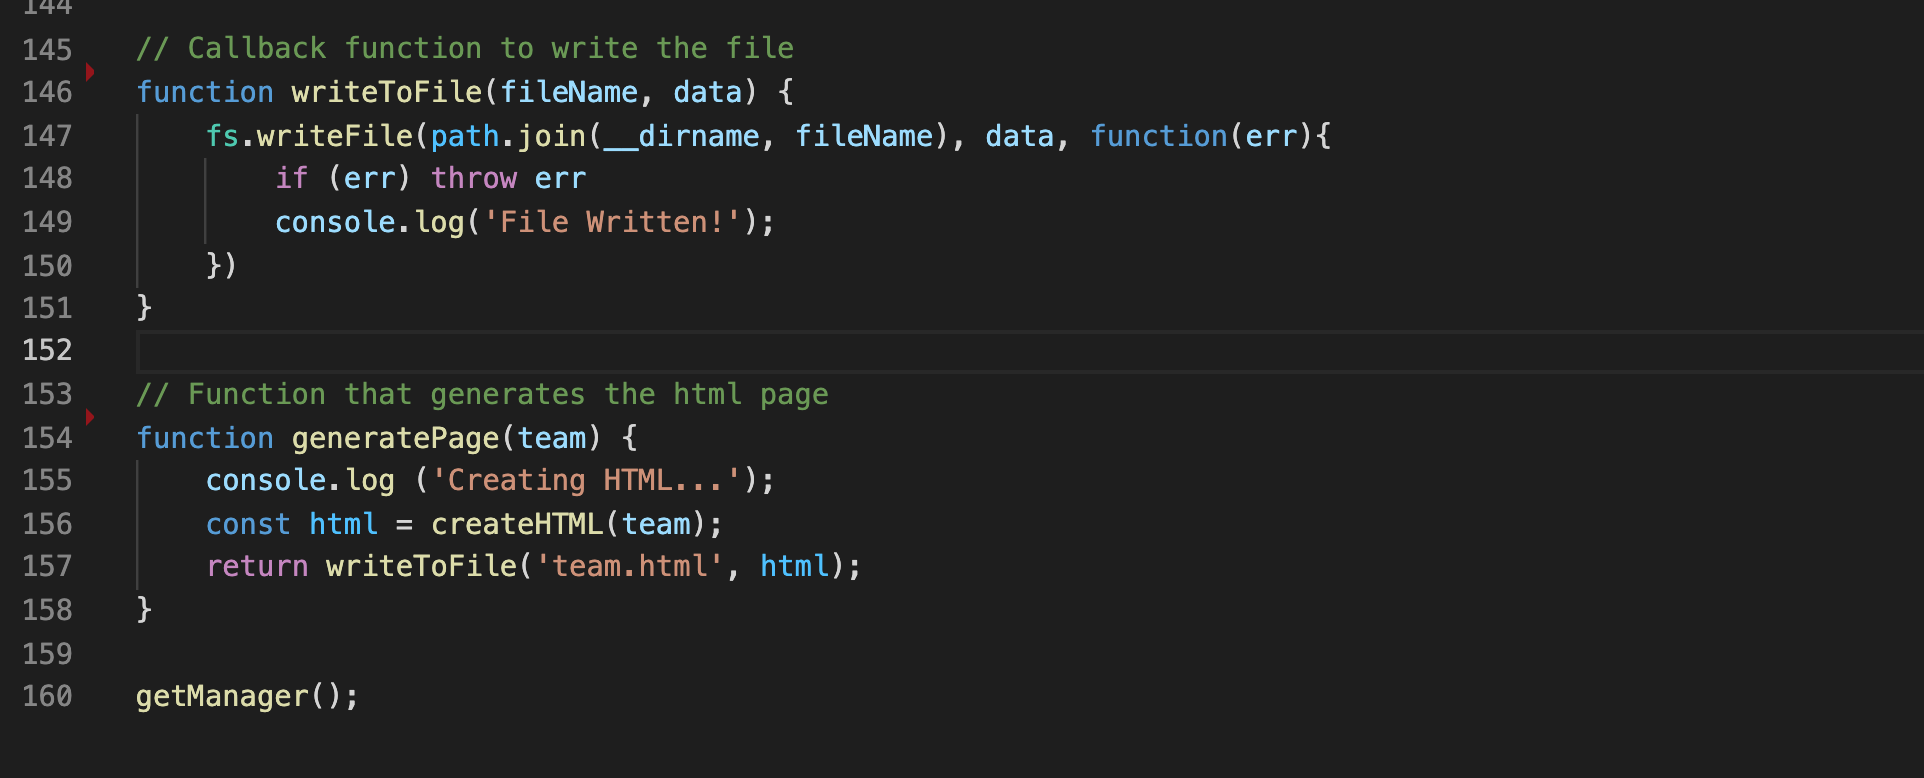 144
145 // Callback function to write the file
146 function writeToFile(fileName, data) {
147     fs.writeFile(path.join(__dirname, fileName), data, function(err){
148         if (err) throw err
149         console.log('File Written!');
150     })
151 }
152
153 // Function that generates the html page
154 function generatePage(team) {
155     console.log ('Creating HTML...');
156     const html = createHTML(team);
157     return writeToFile('team.html', html);
158 }
159
160 getManager();